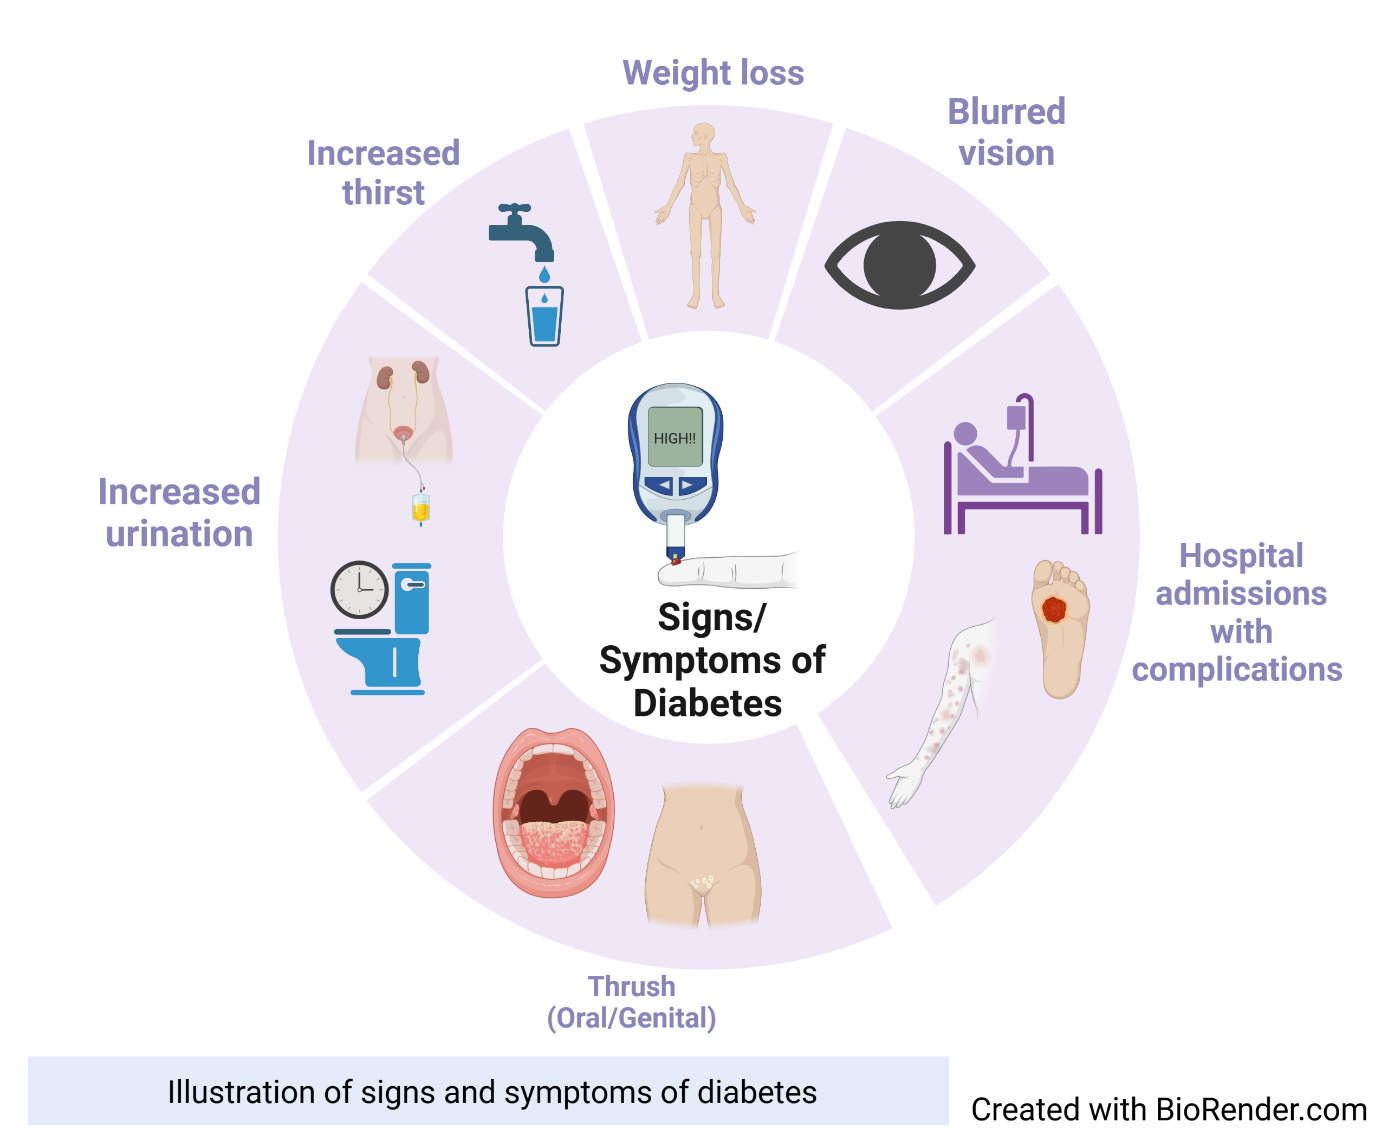 Weight loss
Blurred
vision
Increased
thirst
HIGH!!
Increased
urination
Hospital
admissions
with
complications
Signs/
Symptoms of
Diabetes
Thrush
(Oral/Genital)
Illustration of signs and symptoms of diabetes
Created with BioRender.com